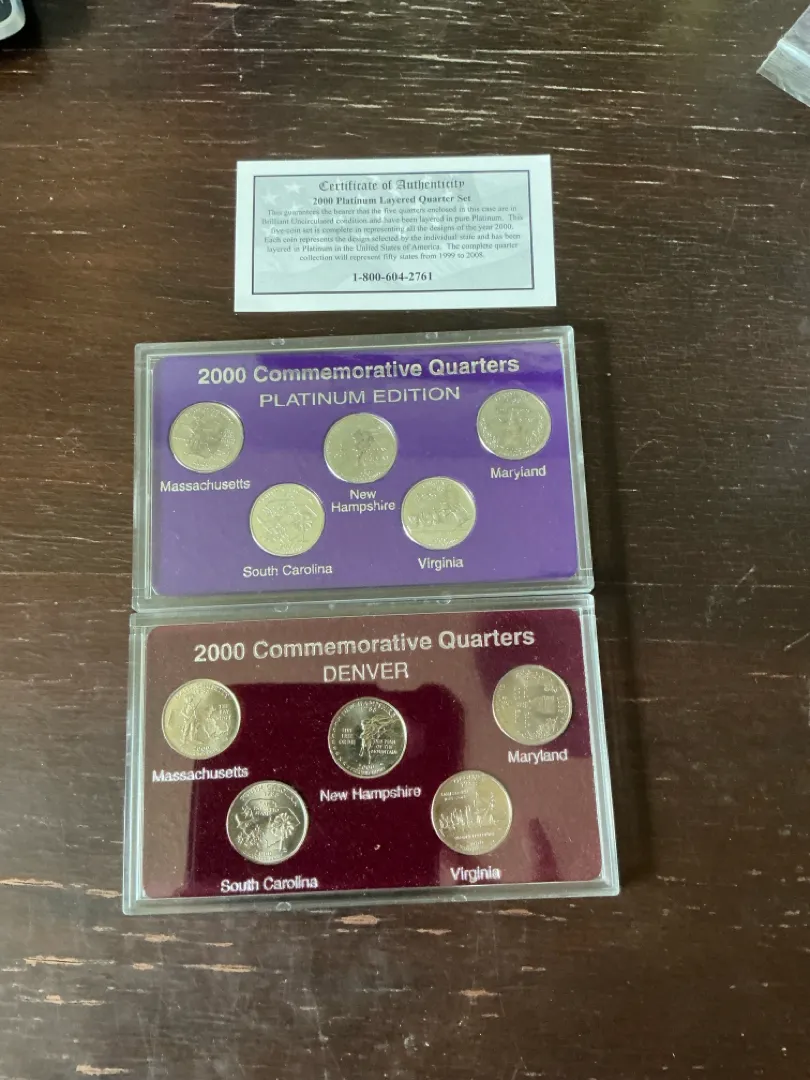 Certificate of Authenticity
2000 Platinum Layered Quarter Set
This guarantees the bearer that the five quarters enclosed in this case are in
Brilliant Uncirculated condition and have been layered in pure Platinum. This
five coin set is complete in representing all the designs of the year 2000.
Each coin represents the design selected by the individual state and has been
layered in Platinum in the United States of America. The complete quarter
collection will represent fifty states from 1999 to 2008.
1-800-604-2761
2000 Commemorative Quarters
PLATINUM EDITION
Massachusetts
New
Hampshire
Maryland
South Carolina
Virginia
2000 Commemorative Quarters
DENVER
Massachusetts
New Hampshire
Maryland
South Carolina
Virginia